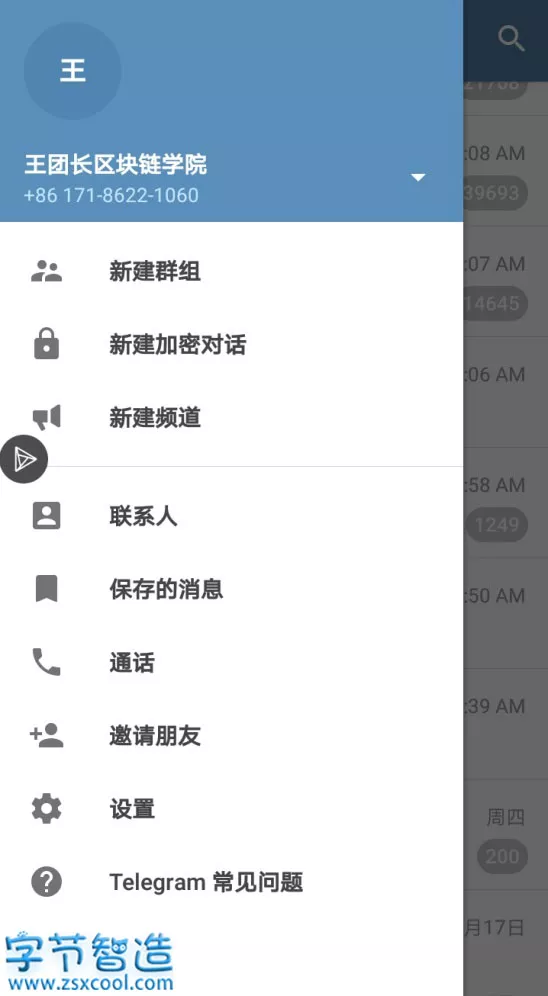 王
王团长区块链学院
+86 171-8622-1060
新建群组
新建加密对话
新建频道
联系人
保存的消息
通话
邀请朋友
设置
Telegram 常见问题
21768
:08 AM
39693
:07 AM
14645
:06 AM
:58 AM
1249
:50 AM
:39 AM
周四
200
月17日
字节智造
www.zsxcool.com